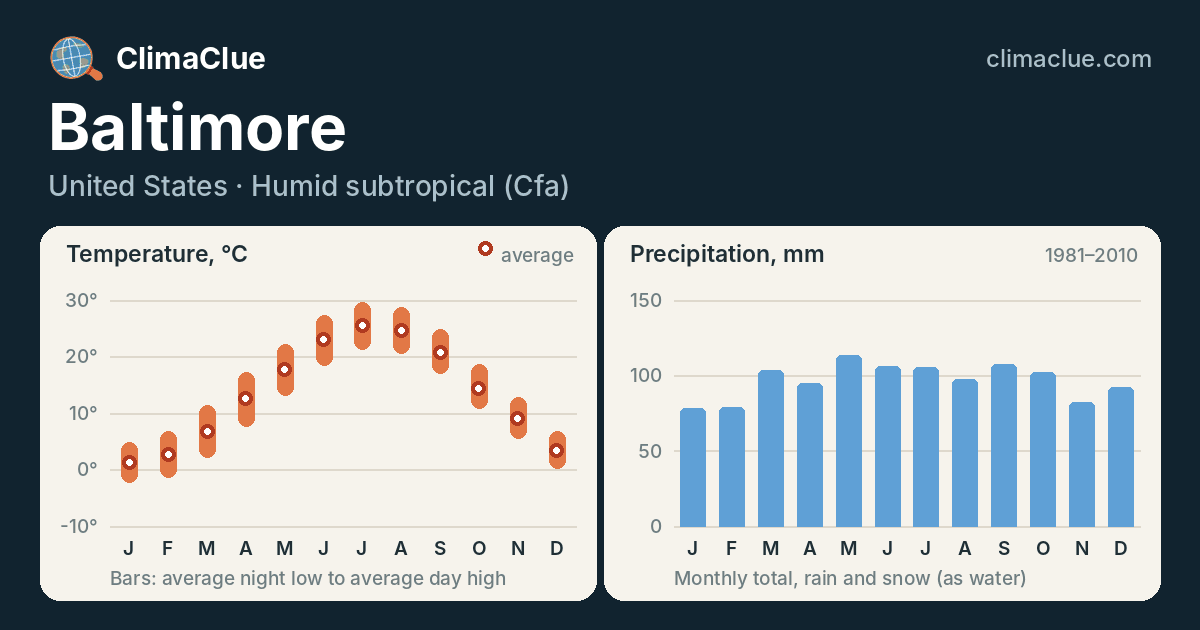 ClimaClue
climaclue.com
Baltimore
United States · Humid subtropical (Cfa)
Temperature, °C
average
30°
20°
10°
0°
-10°
J F M A M J J A S O N D
Bars: average night low to average day high
Precipitation, mm
1981–2010
150
100
50
0
J F M A M J J A S O N D
Monthly total, rain and snow (as water)